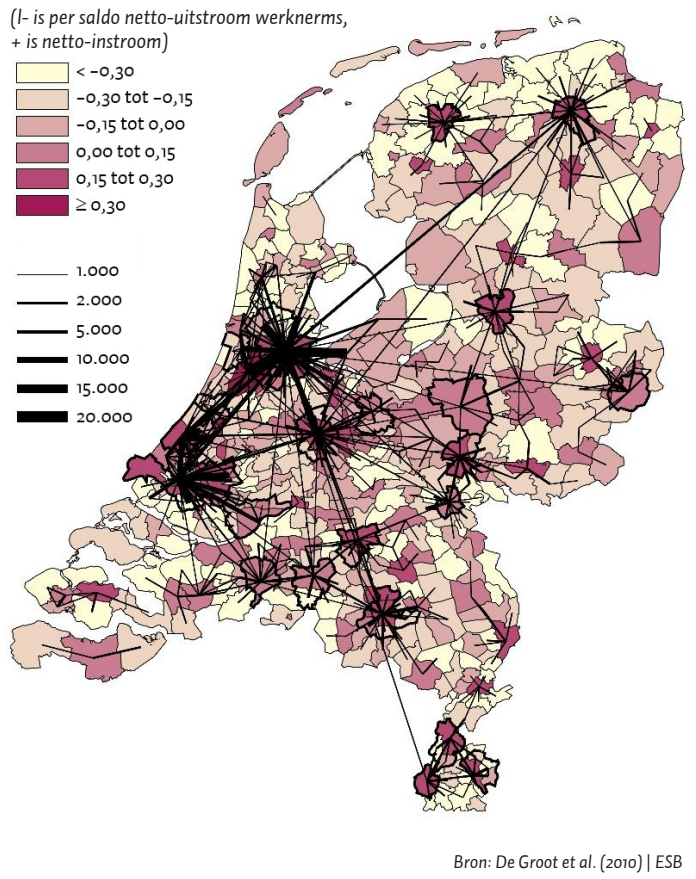 (l- is per saldo netto-uitstroom werknerms,
+ is netto-instroom)
< -0,30
-0,30 tot -0,15
-0,15 tot 0,00
0,00 tot 0,15
0,15 tot 0,30
≥ 0,30
1.000
2.000
5.000
10.000
15.000
20.000
Bron: De Groot et al. (2010) | ESB